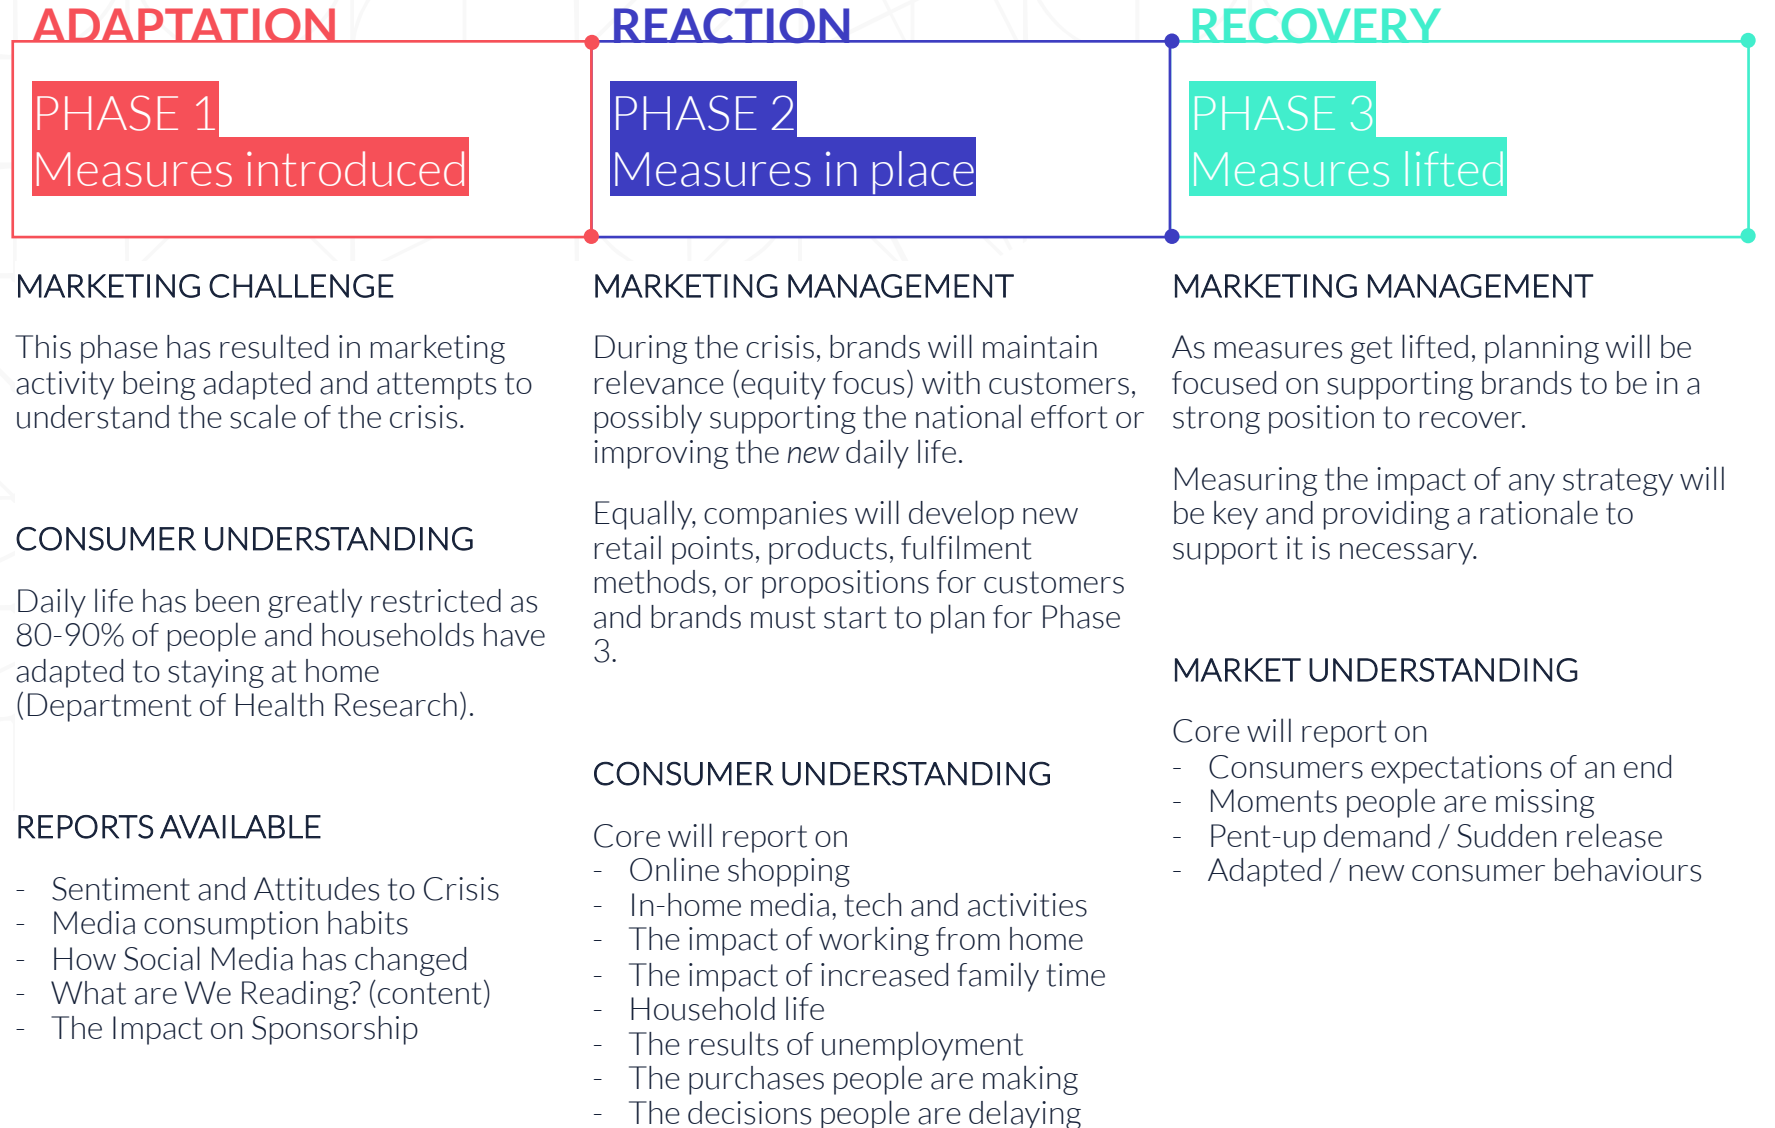 ADAPTATION
PHASE 1
Measures introduced
MARKETING CHALLENGE
This phase has resulted in marketing
activity being adapted and attempts to
understand the scale of the crisis.
CONSUMER UNDERSTANDING
Daily life has been greatly restricted as
80-90% of people and households have
adapted to staying at home
(Department of Health Research).
REPORTS AVAILABLE
- Sentiment and Attitudes to Crisis
- Media consumption habits
- How Social Media has changed
- What are We Reading? (content)
- The Impact on Sponsorship
REACTION
PHASE 2
Measures in place
MARKETING MANAGEMENT
During the crisis, brands will maintain
relevance (equity focus) with customers,
possibly supporting the national effort or
improving the new daily life.
Equally, companies will develop new
retail points, products, fulfilment
methods, or propositions for customers
and brands must start to plan for Phase
3.
CONSUMER UNDERSTANDING
Core will report on
- Online shopping
- In-home media, tech and activities
- The impact of working from home
- The impact of increased family time
- Household life
- The results of unemployment
- The purchases people are making
- The decisions people are delaying
RECOVERY
PHASE 3
Measures lifted
MARKETING MANAGEMENT
As measures get lifted, planning will be
focused on supporting brands to be in a
strong position to recover.
Measuring the impact of any strategy will
be key and providing a rationale to
support it is necessary.
MARKET UNDERSTANDING
Core will report on
- Consumers expectations of an end
- Moments people are missing
- Pent-up demand / Sudden release
- Adapted / new consumer behaviours